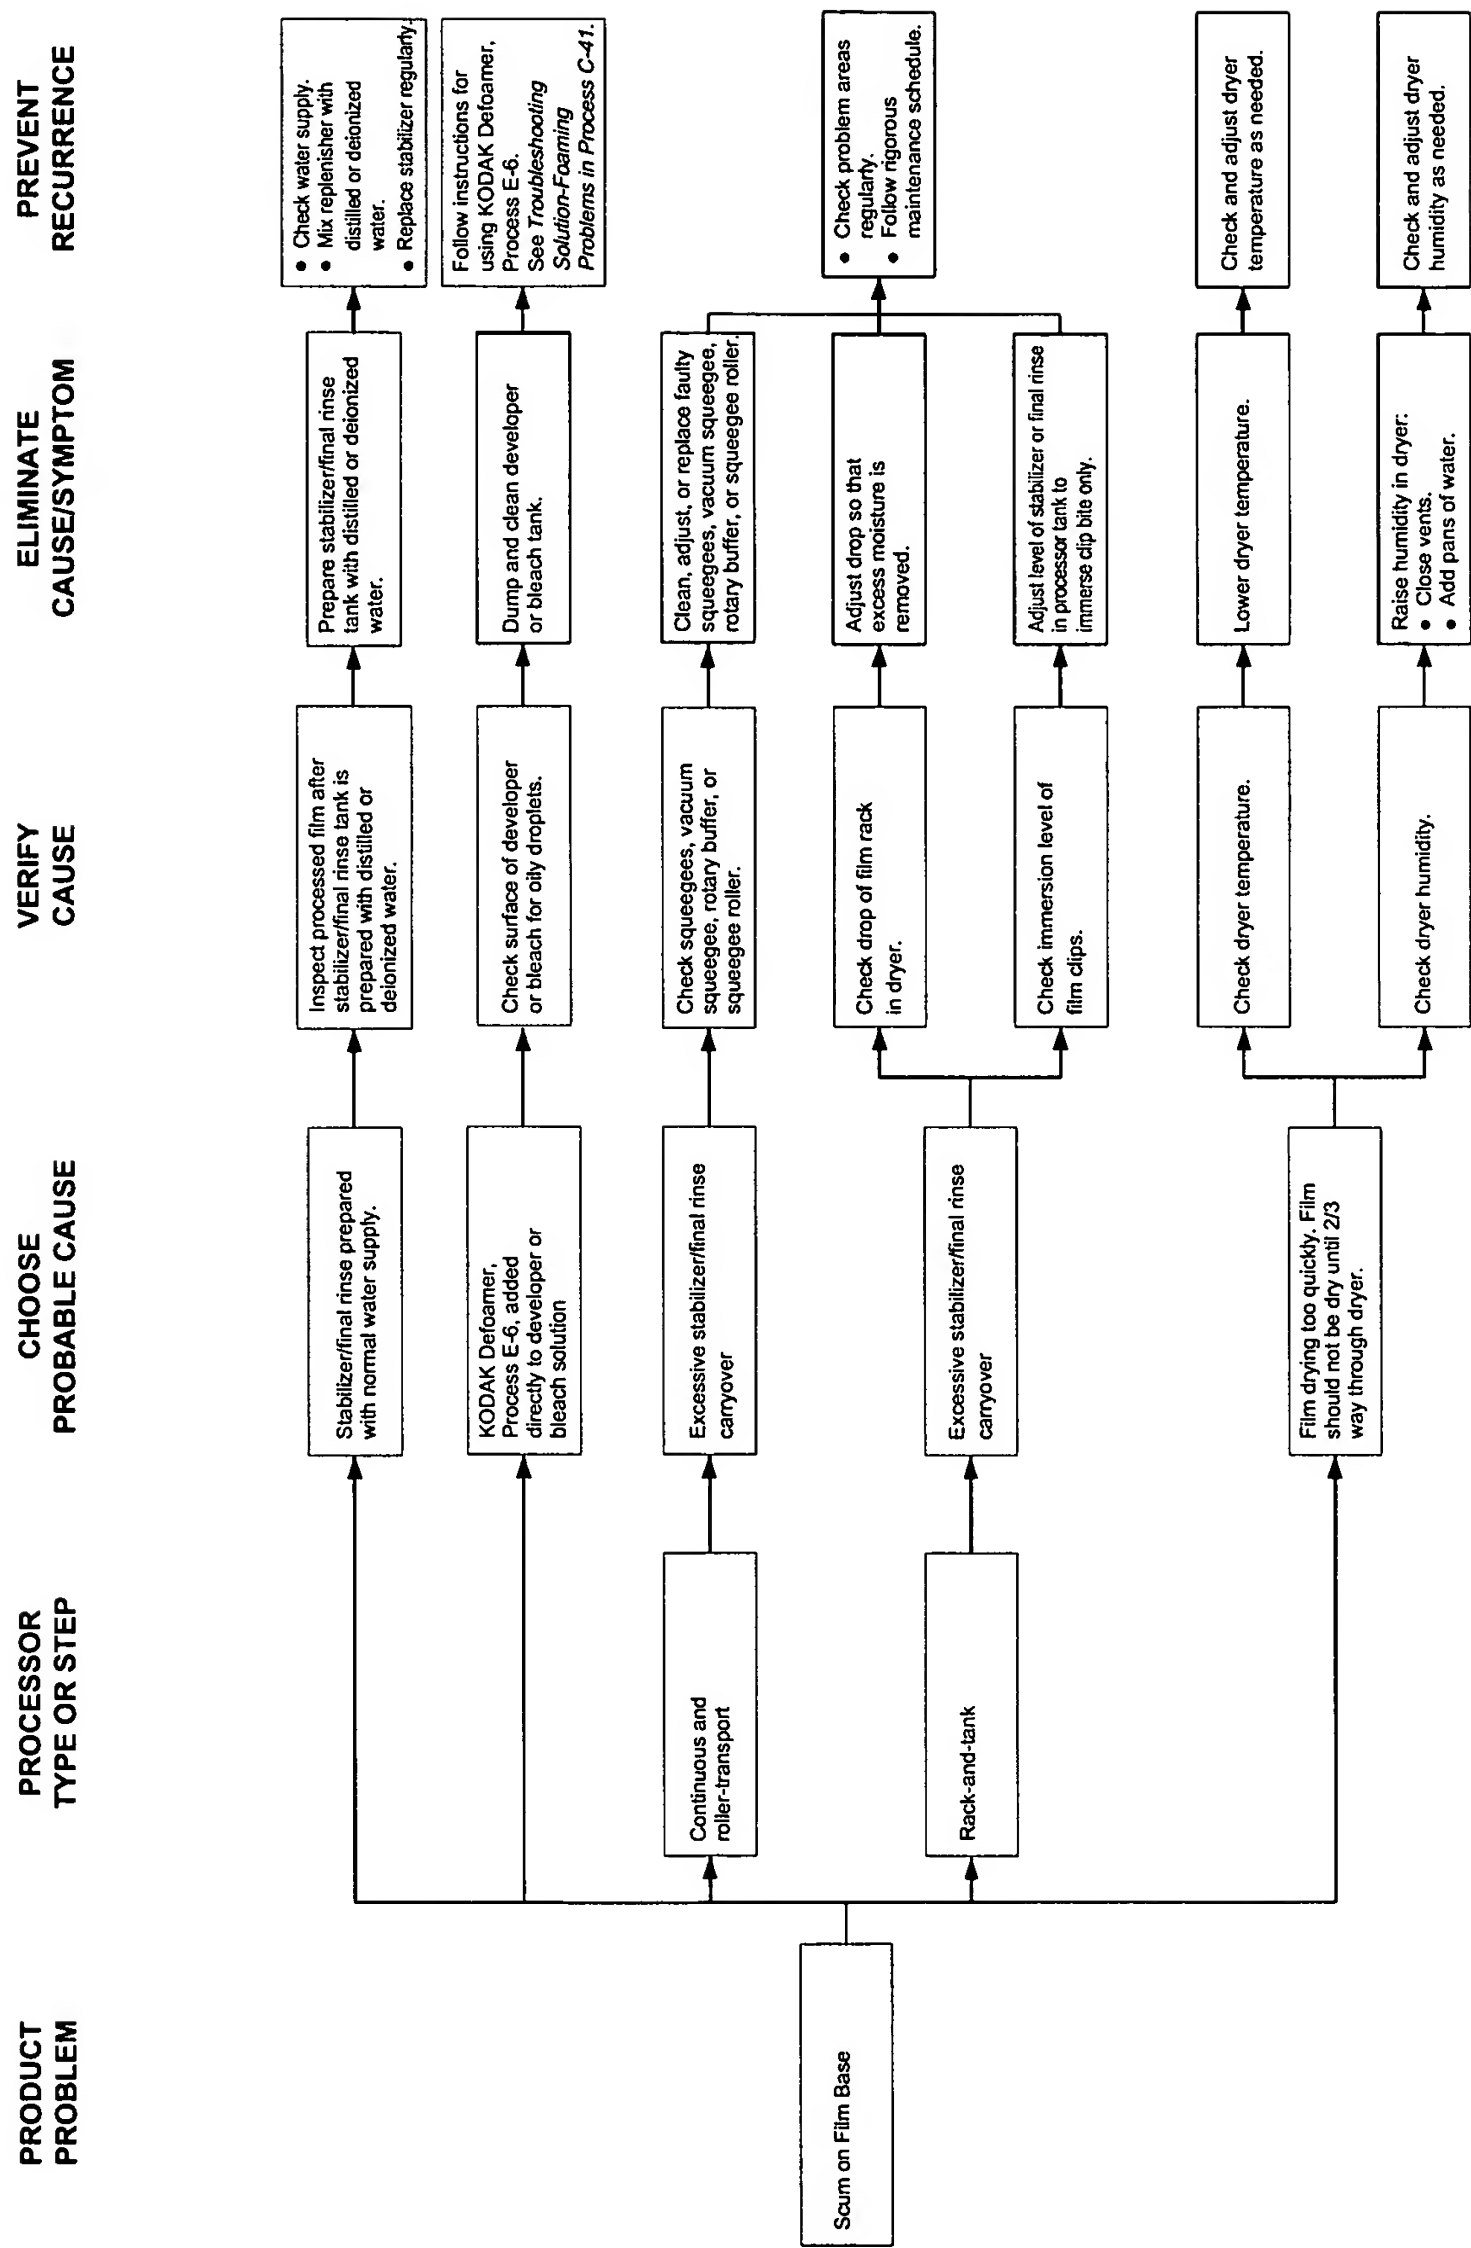 PRODUCT
PROBLEM
PROCESSOR
TYPE OR STEP
CHOOSE
PROBABLE CAUSE
VERIFY
CAUSE
ELIMINATE
CAUSE/SYMPTOM
PREVENT
RECURRENCE
Scum on Film Base
Stabilizer/final rinse prepared
with normal water supply.
Inspect processed film after
stabilizer/final rinse tank is
prepared with distilled or
deionized water.
Prepare stabilizer/final rinse
tank with distilled or deionized
water.
● Check water supply.
● Mix replenisher with
distilled or deionized
water.
● Replace stabilizer regularly.
KODAK Defoamer,
Process E-6, added
directly to developer or
bleach solution
Check surface of developer
or bleach for oily droplets.
Dump and clean developer
or bleach tank.
Follow instructions for
using KODAK Defoamer,
Process E-6.
See Troubleshooting
Solution-Foaming
Problems in Process C-41.
Continuous and
roller-transport
Excessive stabilizer/final rinse
carryover
Check squeegees, vacuum
squeegee, rotary buffer, or
squeegee roller.
Clean, adjust, or replace faulty
squeegees, vacuum squeegee,
rotary buffer, or squeegee roller.
● Check problem areas
regularly.
● Follow rigorous
maintenance schedule.
Rack-and-tank
Excessive stabilizer/final rinse
carryover
Check drop of film rack
in dryer.
Adjust drop so that
excess moisture is
removed.
Check immersion level of
film clips.
Adjust level of stabilizer or final rinse
in processor tank to
immerse clip bite only.
Film drying too quickly. Film
should not be dry until 2/3
way through dryer.
Check dryer temperature.
Lower dryer temperature.
Check and adjust dryer
temperature as needed.
Check dryer humidity.
Raise humidity in dryer:
● Close vents.
● Add pans of water.
Check and adjust dryer
humidity as needed.